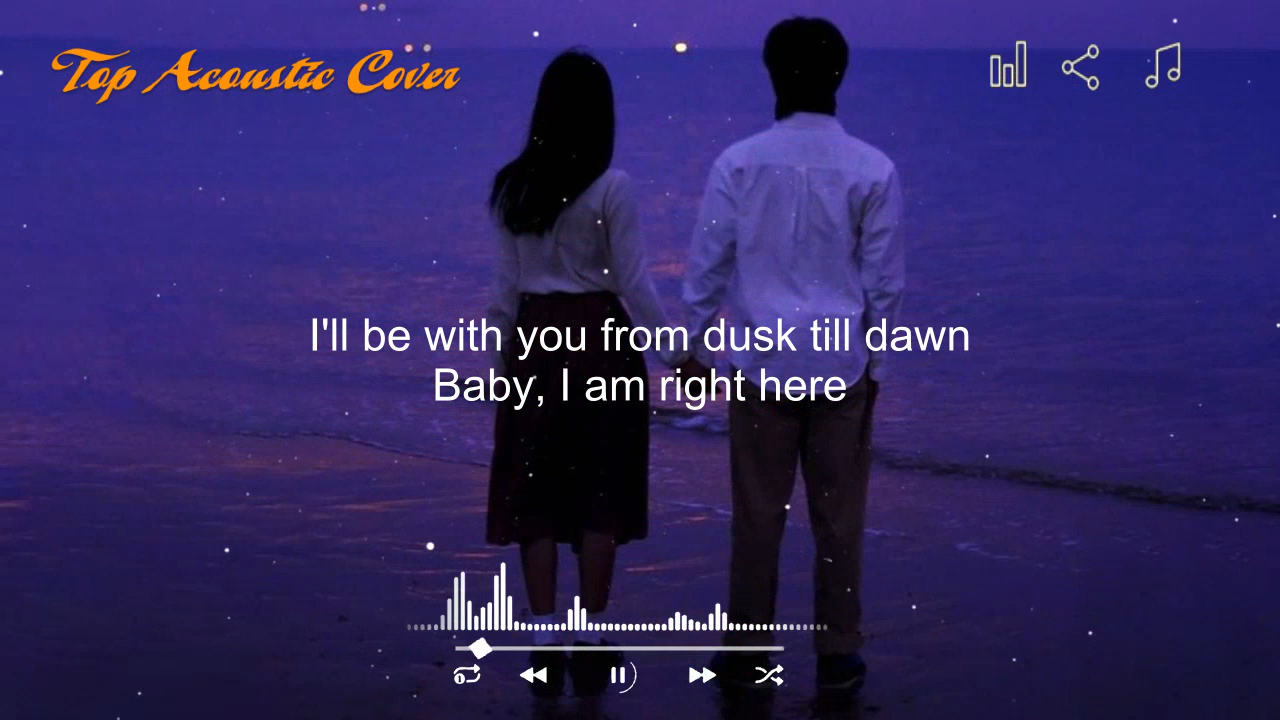 Top Acoustic Cover
I'll be with you from dusk till dawn
Baby, I am right here